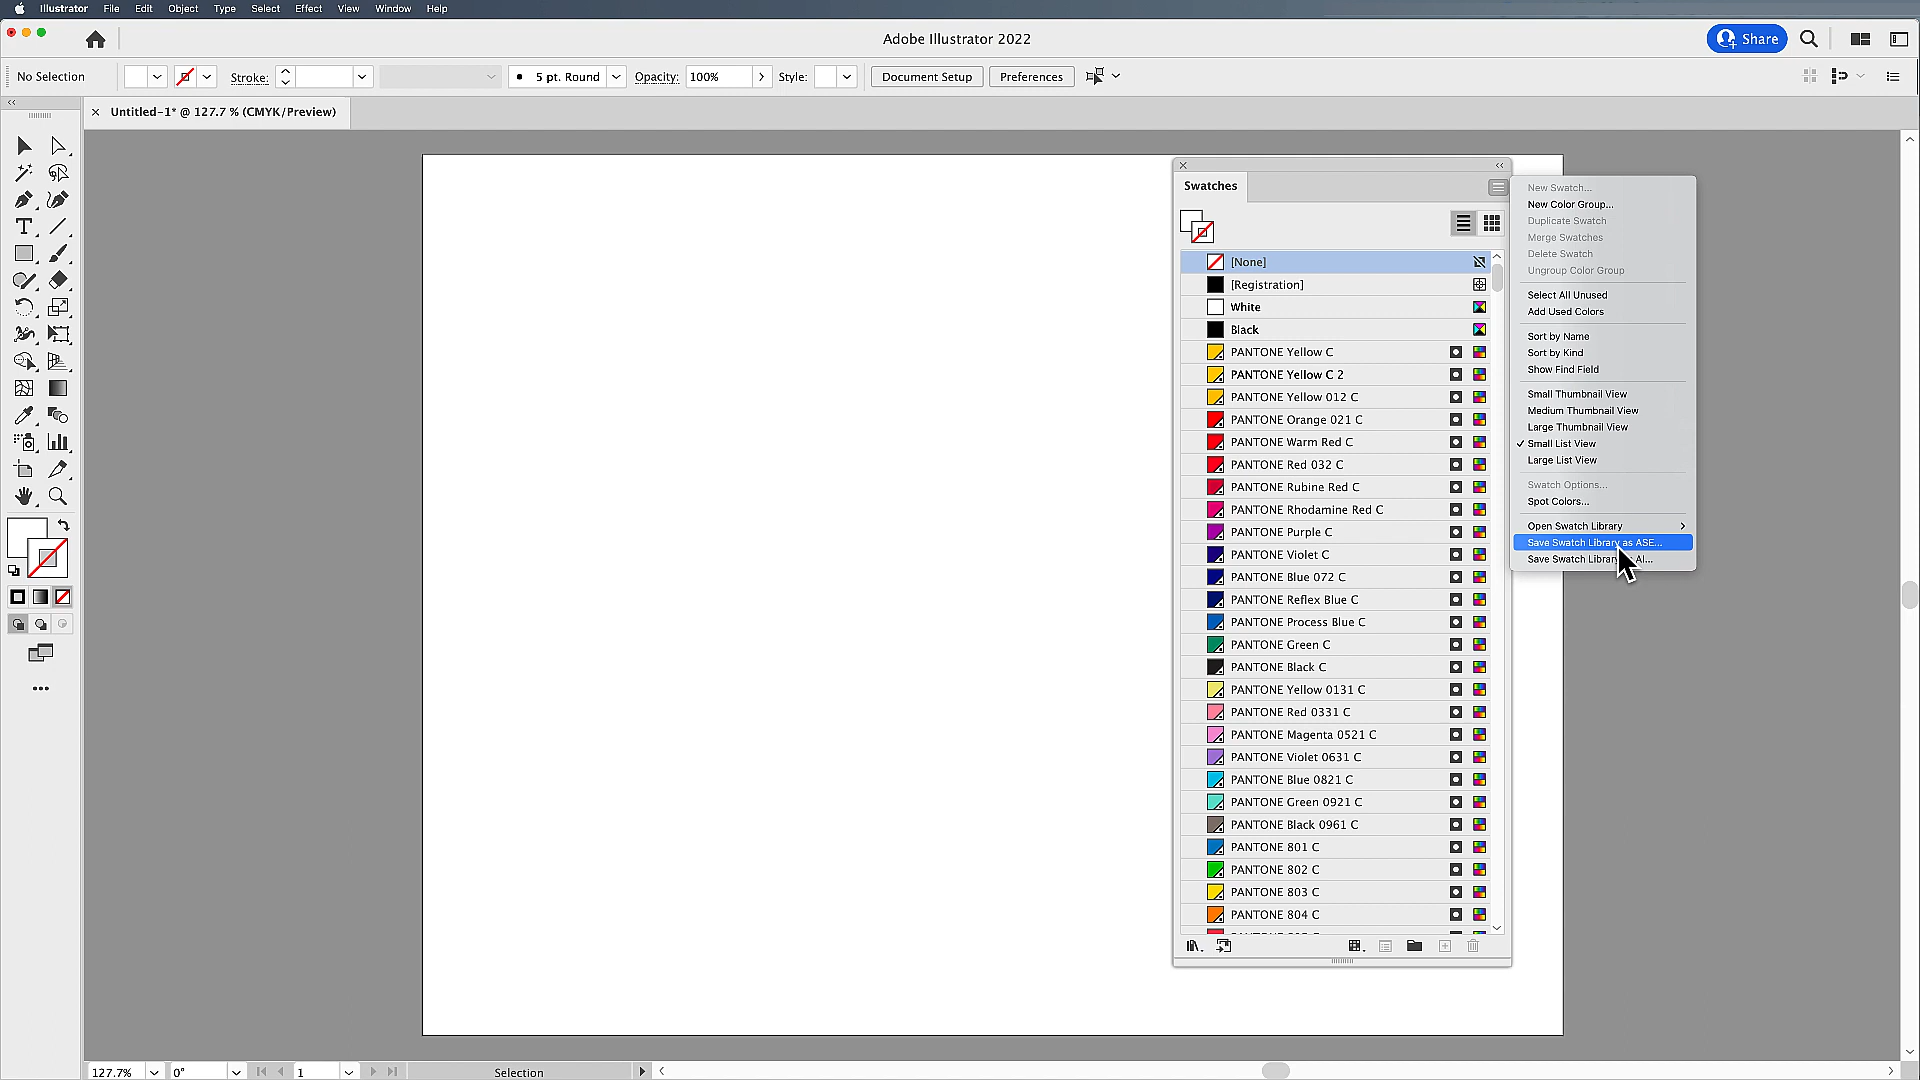 Illustrator File Edit Object Type Select Effect View Window Help
Adobe Illustrator 2022
Share
No Selection
Stroke:
5 pt. Round
Opacity: 100%
Style:
Document Setup
Preferences
Untitled-1* @ 127.7 % (CMYK/Preview)
Swatches
[None]
[Registration]
White
Black
PANTONE Yellow C
PANTONE Yellow C 2
PANTONE Yellow 012 C
PANTONE Orange 021 C
PANTONE Warm Red C
PANTONE Red 032 C
PANTONE Rubine Red C
PANTONE Rhodamine Red C
PANTONE Purple C
PANTONE Violet C
PANTONE Blue 072 C
PANTONE Reflex Blue C
PANTONE Process Blue C
PANTONE Green C
PANTONE Black C
PANTONE Yellow 0131 C
PANTONE Red 0331 C
PANTONE Magenta 0521 C
PANTONE Violet 0631 C
PANTONE Blue 0821 C
PANTONE Green 0921 C
PANTONE Black 0961 C
PANTONE 801 C
PANTONE 802 C
PANTONE 803 C
PANTONE 804 C
New Swatch...
New Color Group...
Duplicate Swatch
Merge Swatches
Delete Swatch
Ungroup Color Group
Select All Unused
Add Used Colors
Sort by Name
Sort by Kind
Show Find Field
Small Thumbnail View
Medium Thumbnail View
Large Thumbnail View
Small List View
Large List View
Swatch Options...
Spot Colors...
Open Swatch Library
Save Swatch Library as ASE...
Save Swatch Library AI...
127.7%
0°
1
Selection